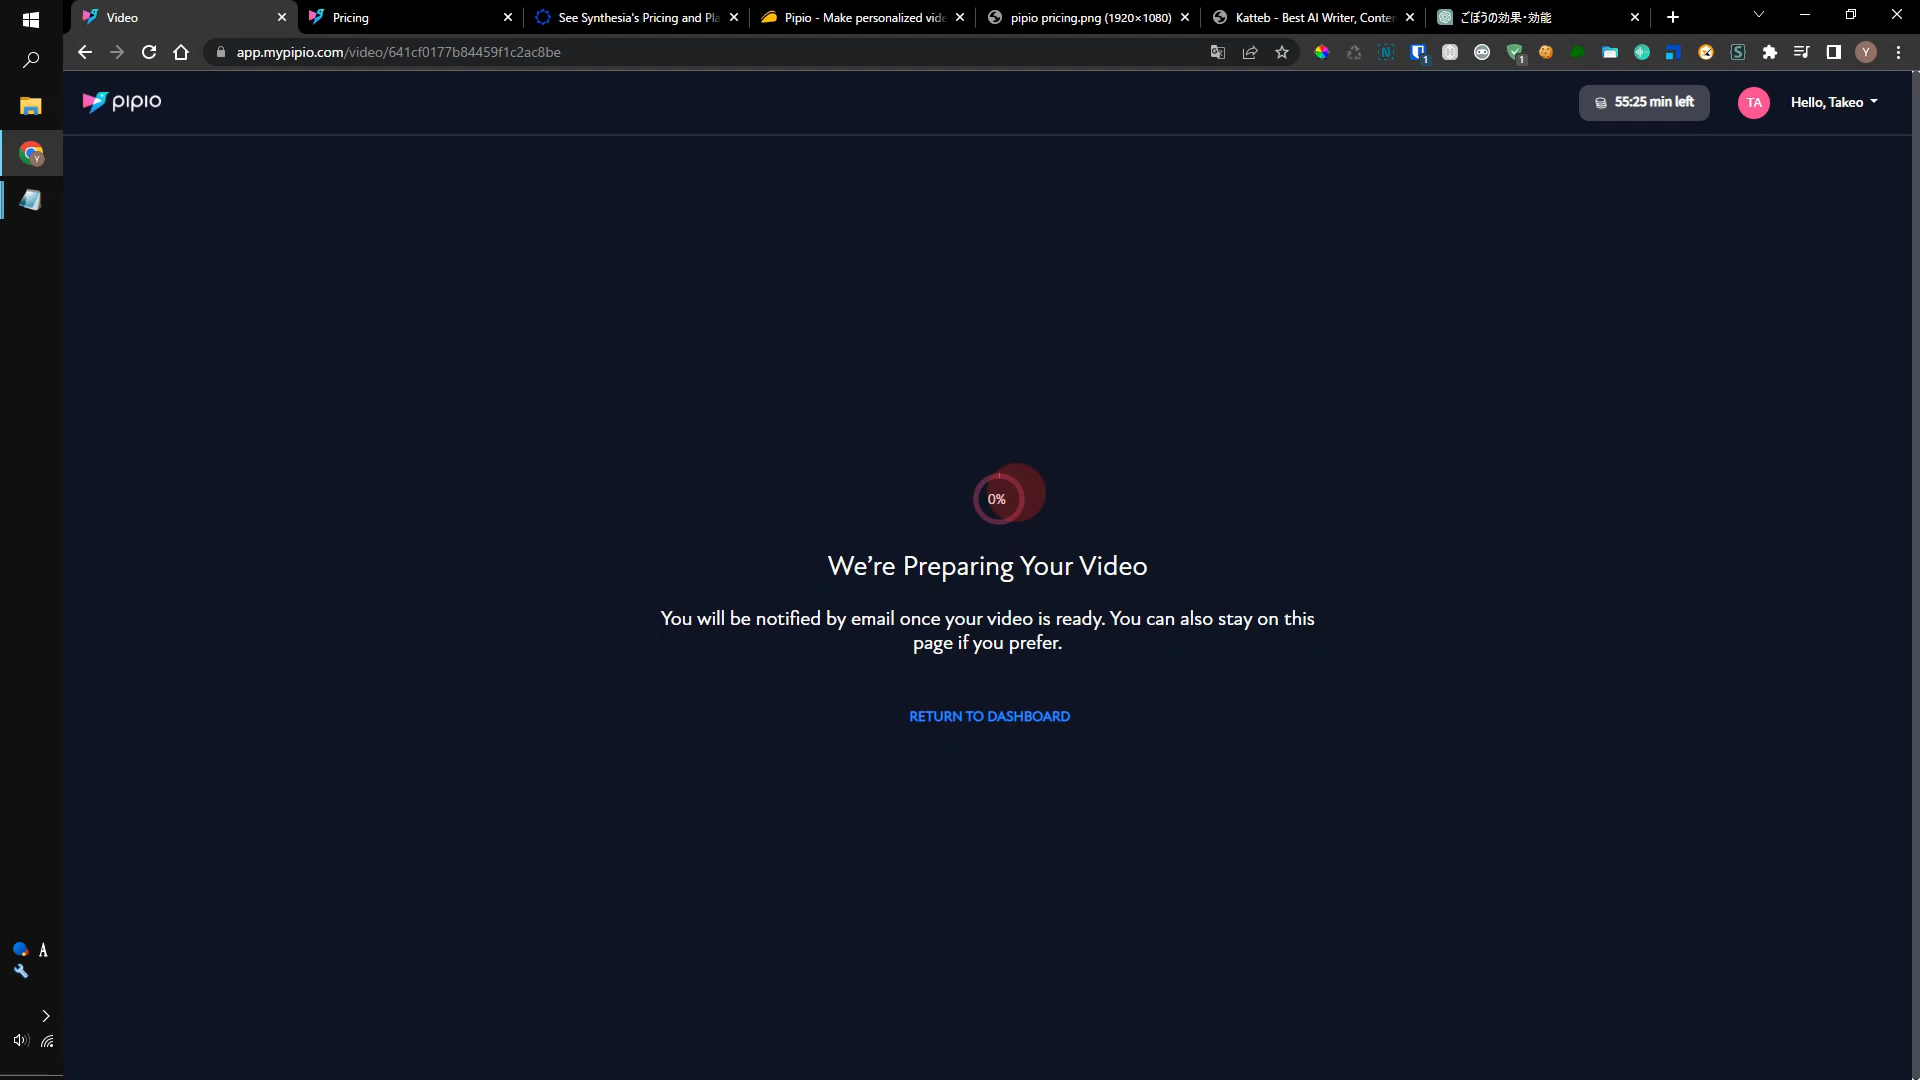 Video
Pricing
See Synthesia's Pricing and Pla
Pipio - Make personalized vide
pipio pricing.png (1920×1080)
Katteb - Best AI Writer, Conter
ごぼうの効果・効能
app.mypipio.com/video/641cf0177b84459f1c2ac8be
1
1
Y
pipio
55:25 min left
TA
Hello, Takeo
Y
0%
We're Preparing Your Video
You will be notified by email once your video is ready. You can also stay on this
page if you prefer.
RETURN TO DASHBOARD
A